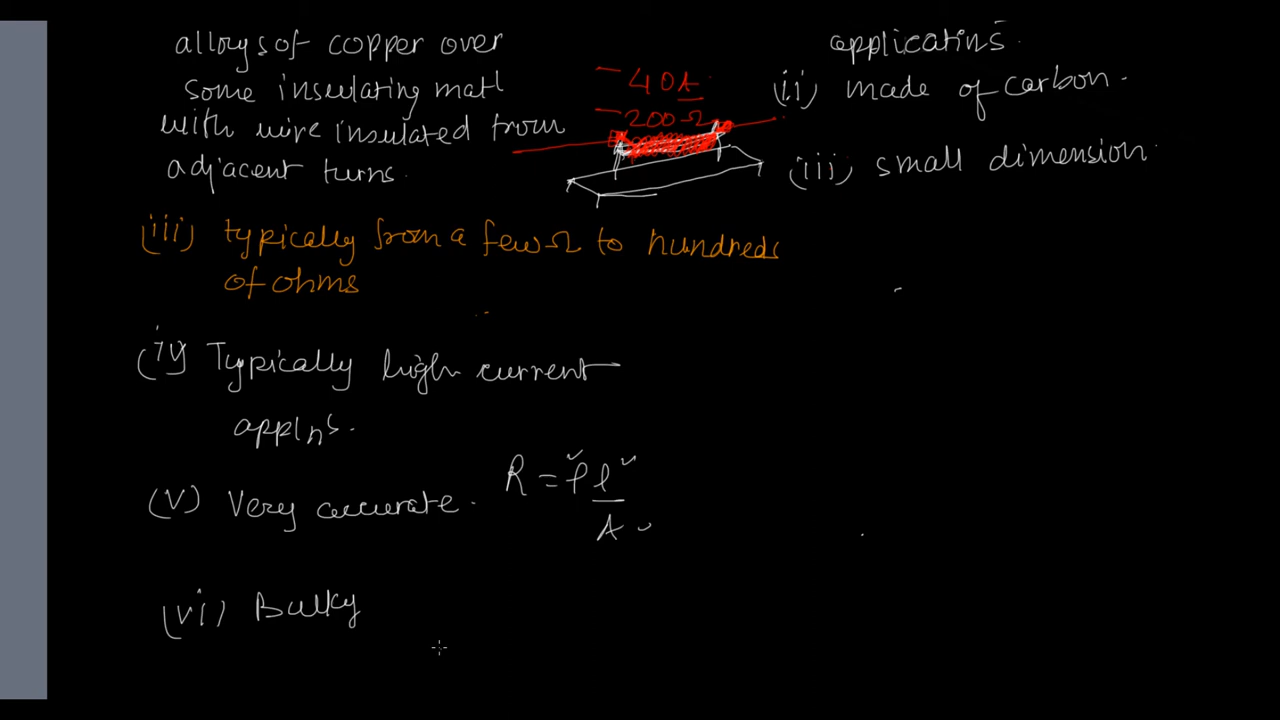 alloys of copper over
some insulating matl
with wire insulated from
adjacent turns.
40A
200Ω
(iii) typically from a few Ω to hundreds
of ohms
(iv) Typically high current
applns.
(v) Very accurate.
R = ρl/A
(vi) Bulky
applicatins.
(ii) made of carbon.
(iii) small dimension.